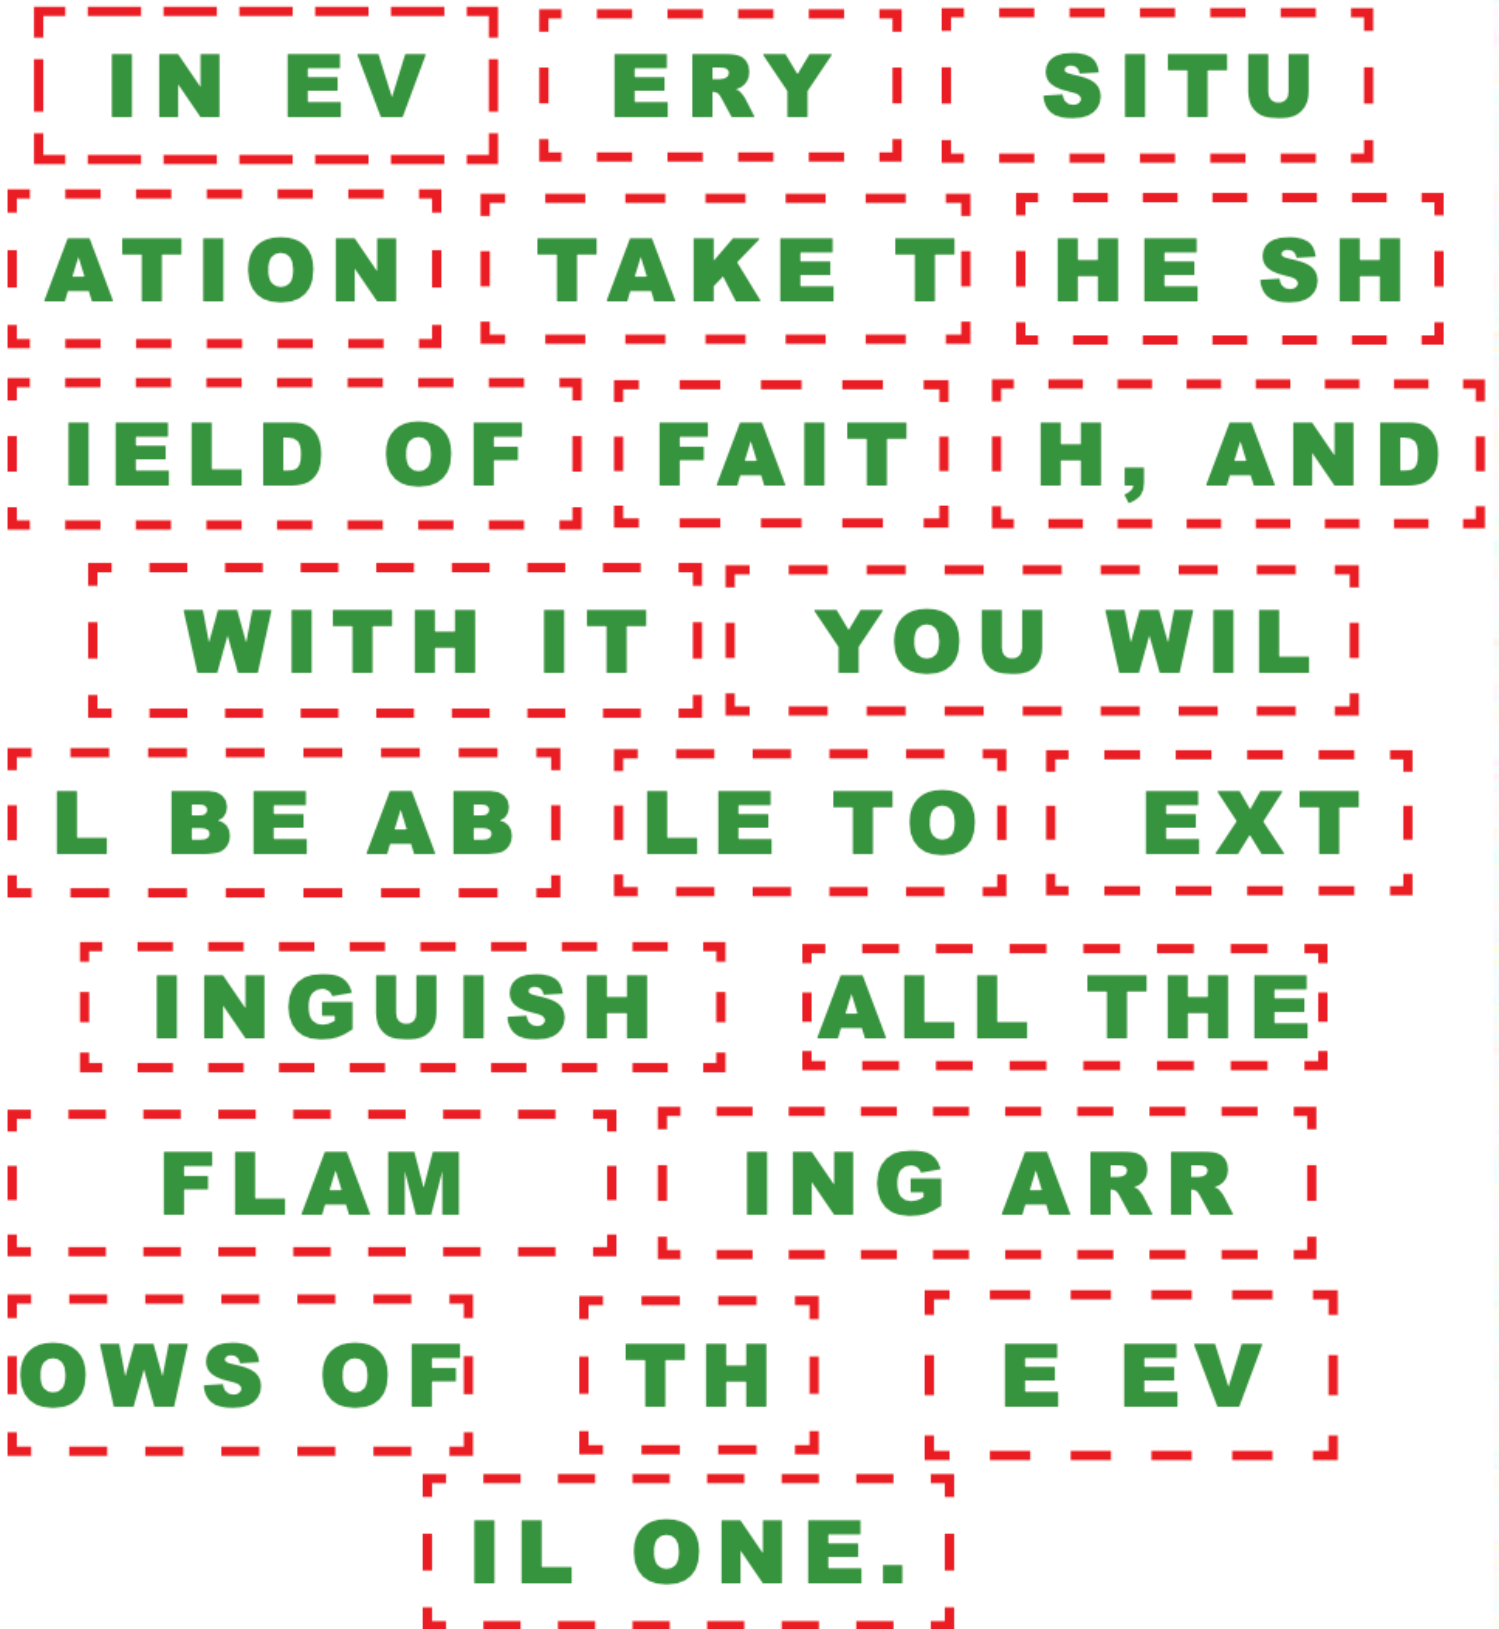 IN EV ERY SITU
ATION TAKE T HE SH
IELD OF FAIT H, AND
WITH IT YOU WIL
L BE AB LE TO EXT
INGUISH ALL THE
FLAM ING ARR
OWS OF TH E EV
IL ONE.